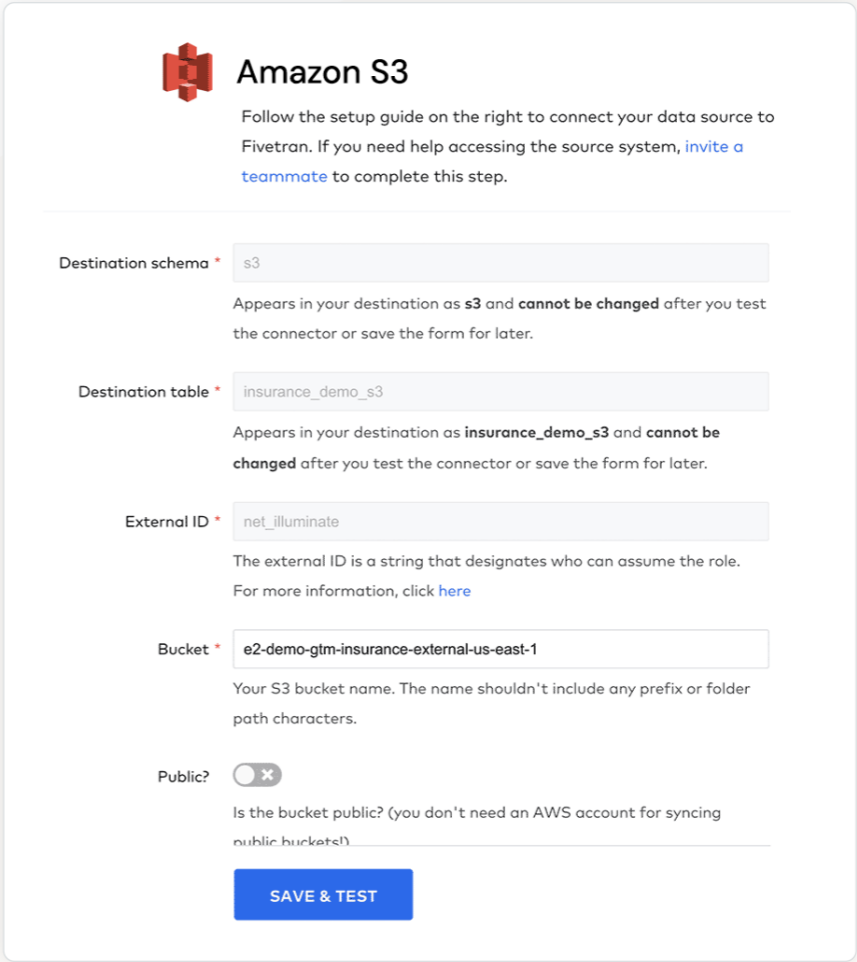 Amazon S3
Follow the setup guide on the right to connect your data source to
Fivetran. If you need help accessing the source system, invite a
teammate to complete this step.
Destination schema *
s3
Appears in your destination as s3 and cannot be changed after you test
the connector or save the form for later.
Destination table *
insurance_demo_s3
Appears in your destination as insurance_demo_s3 and cannot be
changed after you test the connector or save the form for later.
External ID *
net_illuminate
The external ID is a string that designates who can assume the role.
For more information, click here
Bucket *
e2-demo-gtm-insurance-external-us-east-1
Your S3 bucket name. The name shouldn't include any prefix or folder
path characters.
Public?
Is the bucket public? (you don't need an AWS account for syncing
public buckets!)
SAVE & TEST